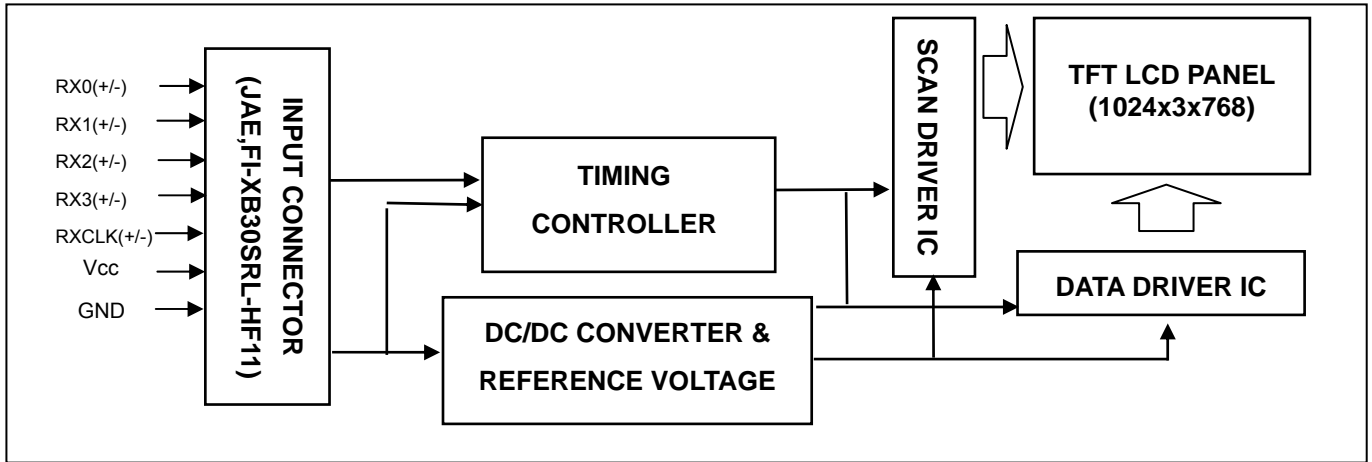 RX0(+/-)
RX1(+/-)
RX2(+/-)
RX3(+/-)
RXCLK(+/-)
Vcc
GND
INPUT CONNECTOR
(JAE,FI-XB30SRL-HF11)
TIMING
CONTROLLER
DC/DC CONVERTER &
REFERENCE VOLTAGE
SCAN DRIVER IC
TFT LCD PANEL
(1024x3x768)
DATA DRIVER IC